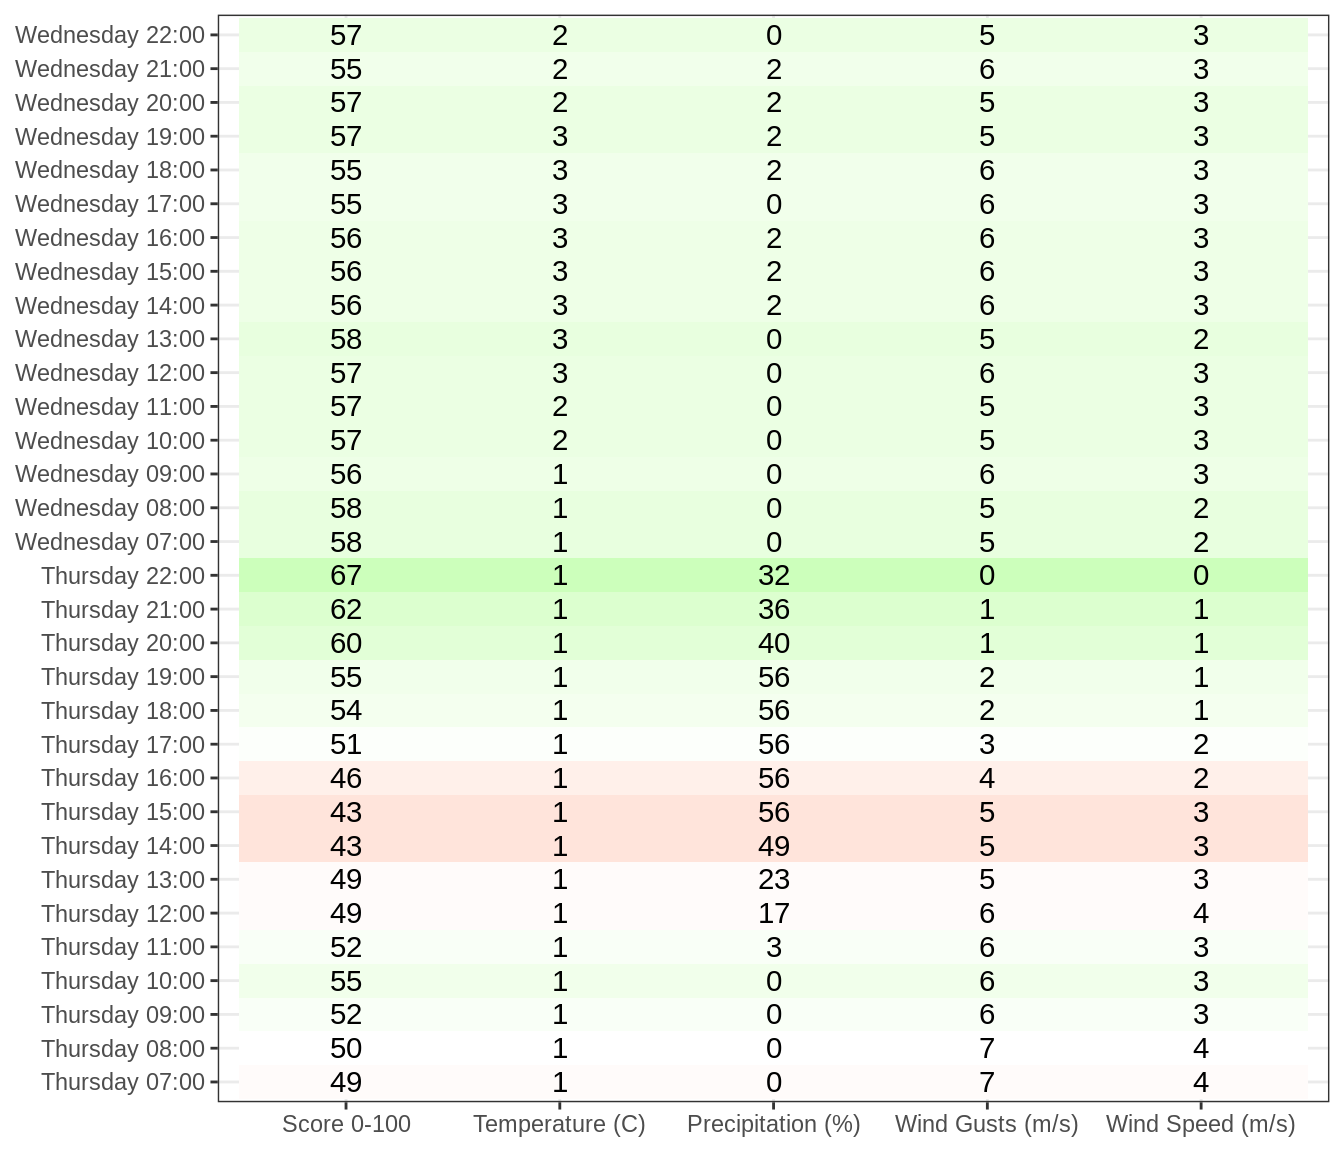 Wednesday 22:00 57 2 0 5 3
Wednesday 21:00 55 2 2 6 3
Wednesday 20:00 57 2 2 5 3
Wednesday 19:00 57 3 2 5 3
Wednesday 18:00 55 3 2 6 3
Wednesday 17:00 55 3 0 6 3
Wednesday 16:00 56 3 2 6 3
Wednesday 15:00 56 3 2 6 3
Wednesday 14:00 56 3 2 6 3
Wednesday 13:00 58 3 0 5 2
Wednesday 12:00 57 3 0 6 3
Wednesday 11:00 57 2 0 5 3
Wednesday 10:00 57 2 0 5 3
Wednesday 09:00 56 1 0 6 3
Wednesday 08:00 58 1 0 5 2
Wednesday 07:00 58 1 0 5 2
Thursday 22:00 67 1 32 0 0
Thursday 21:00 62 1 36 1 1
Thursday 20:00 60 1 40 1 1
Thursday 19:00 55 1 56 2 1
Thursday 18:00 54 1 56 2 1
Thursday 17:00 51 1 56 3 2
Thursday 16:00 46 1 56 4 2
Thursday 15:00 43 1 56 5 3
Thursday 14:00 43 1 49 5 3
Thursday 13:00 49 1 23 5 3
Thursday 12:00 49 1 17 6 4
Thursday 11:00 52 1 3 6 3
Thursday 10:00 55 1 0 6 3
Thursday 09:00 52 1 0 6 3
Thursday 08:00 50 1 0 7 4
Thursday 07:00 49 1 0 7 4
Score 0-100 Temperature (C) Precipitation (%) Wind Gusts (m/s) Wind Speed (m/s)